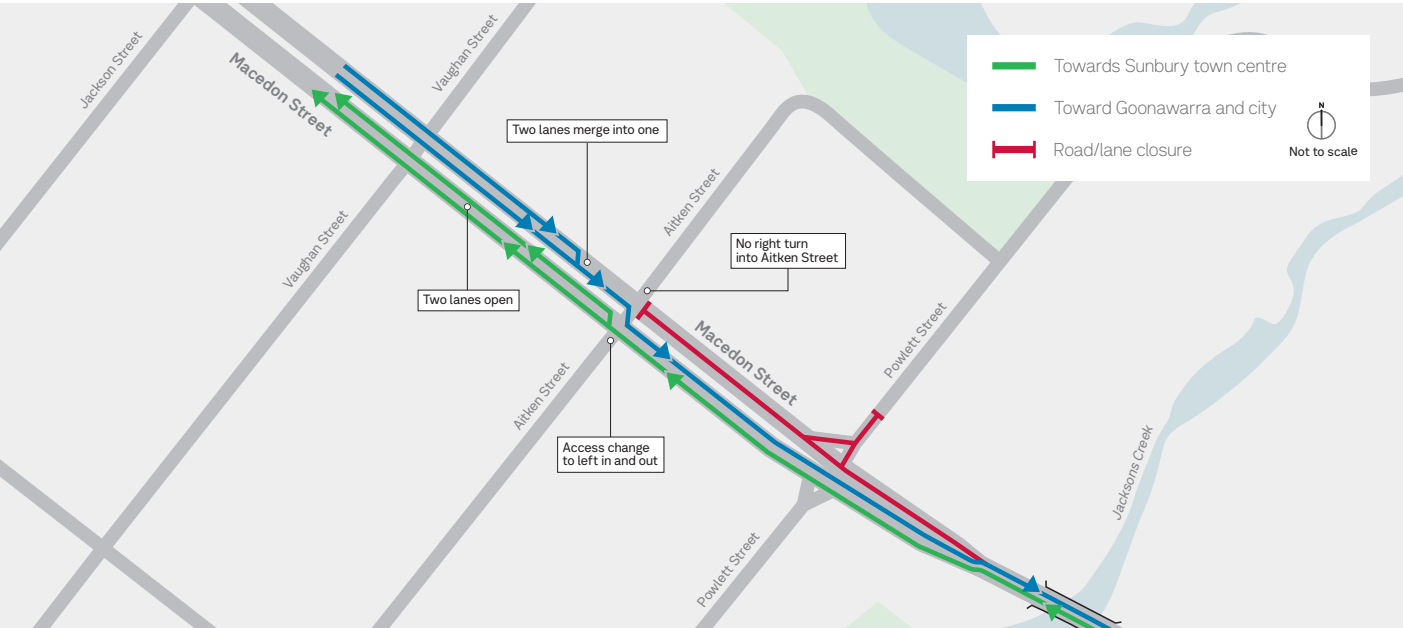 Jackson Street
Macedon Street
Vaughan Street
Two lanes merge into one
Towards Sunbury town centre
Toward Goonawarra and city
Road/lane closure
N
Not to scale
Aitken Street
No right turn
into Aitken Street
Vaughan Street
Two lanes open
Macedon Street
Powlett Street
Aitken Street
Access change
to left in and out
Jacksons Creek
Powlett Street